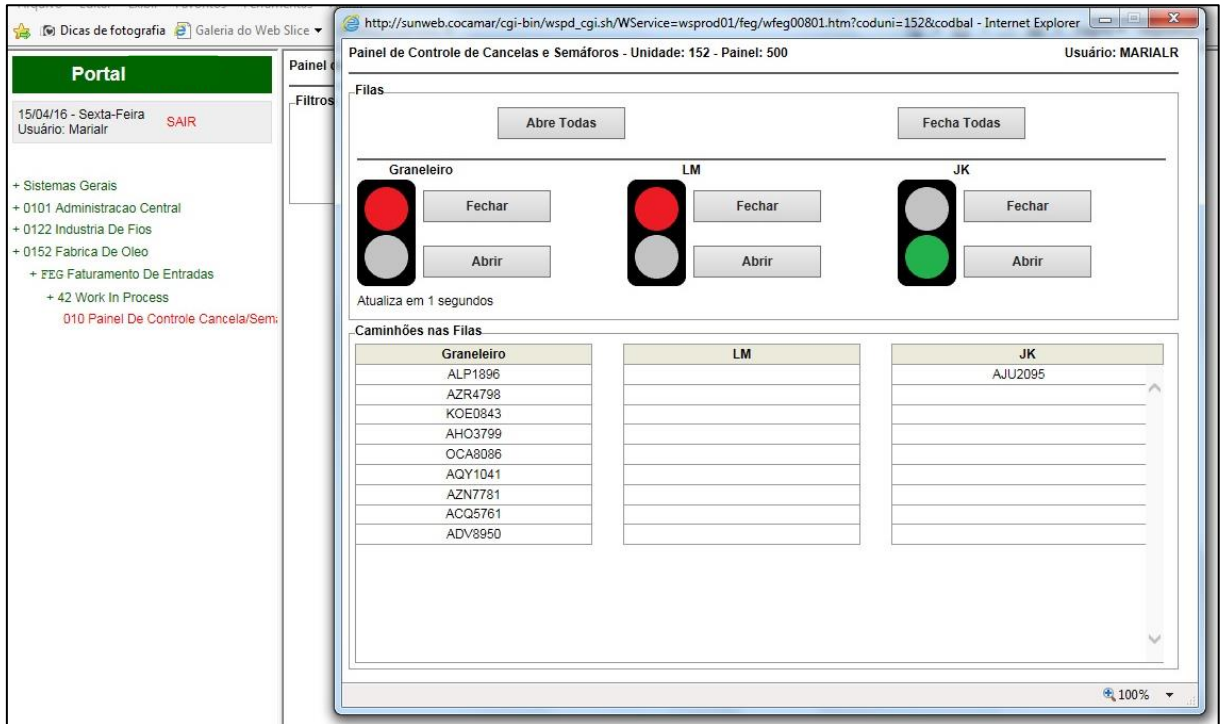 Dicas de fotografia Galeria do Web Slice
Portal
15/04/16 - Sexta-Feira
Usuário: Marialr
SAIR
+ Sistemas Gerais
+ 0101 Administracao Central
+ 0122 Industria De Fios
+ 0152 Fabrica De Oleo
+ FEG Faturamento De Entradas
+ 42 Work In Process
010 Painel De Controle Cancela/Sem
Painel
Filtros
http://sunweb.cocamar/cgi-bin/wspd_cgi.sh/WService=wsprod01/feg/wfeg00801.htm?coduni=152&codbal - Internet Explorer
Painel de Controle de Cancelas e Semáforos - Unidade: 152 - Painel: 500 Usuário: MARIALR
Filas
Abre Todas Fecha Todas
Graneleiro LM JK
Fechar Fechar Fechar
Abrir Abrir Abrir
Atualiza em 1 segundos
Caminhões nas Filas
Graneleiro LM JK
ALP1896 AJU2095
AZR4798
KOE0843
AHO3799
OCA8086
AQY1041
AZN7781
ACQ5761
ADV8950
100%